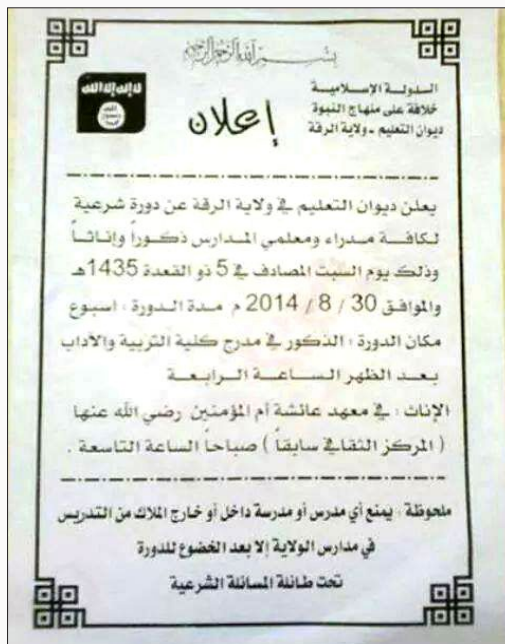 بسم الله الرحمن الرحيم
الدولة الإسلامية
خلافة على منهاج النبوة
ديوان التعليم - ولاية الرقة
لا إله إلا الله
الله
رسول
محمد
إعلان
يعلن ديوان التعليم في ولاية الرقة عن دورة شرعية
لكافة مدراء ومعلمي المدارس ذكوراً وإناثاً
وذلك يوم السبت المصادف في 5 ذو القعدة 1435هـ
والموافق 30 / 8 / 2014 م مدة الدورة : اسبوع
مكان الدورة : الذكور في مدرج كلية التربية والآداب
بعد الظهر الساعة الرابعة
الإناث : في معهد عائشة أم المؤمنين رضي الله عنها
( المركز الثقافي سابقاً ) صباحاً الساعة التاسعة .
ملحوظة : يمنع أي مدرس أو مدرسة داخل أو خارج الملاك من التدريس
في مدارس الولاية إلا بعد الخضوع للدورة
تحت طائلة المسائلة الشرعية